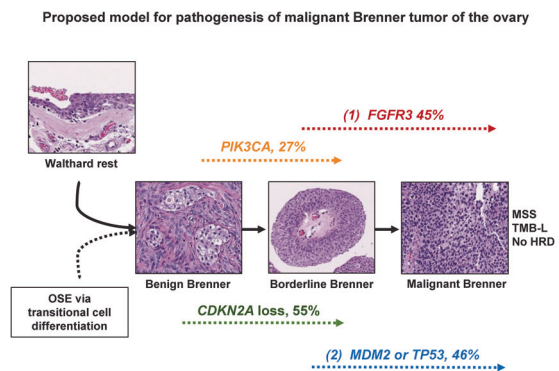 Proposed model for pathogenesis of malignant Brenner tumor of the ovary
(1) FGFR3 45%
Walthard rest
PIK3CA, 27%
MSS
TMB-L
No HRD
Benign Brenner
Borderline Brenner
Malignant Brenner
OSE via
transitional cell
differentiation
CDKN2A loss, 55%
(2) MDM2 or TP53, 46%